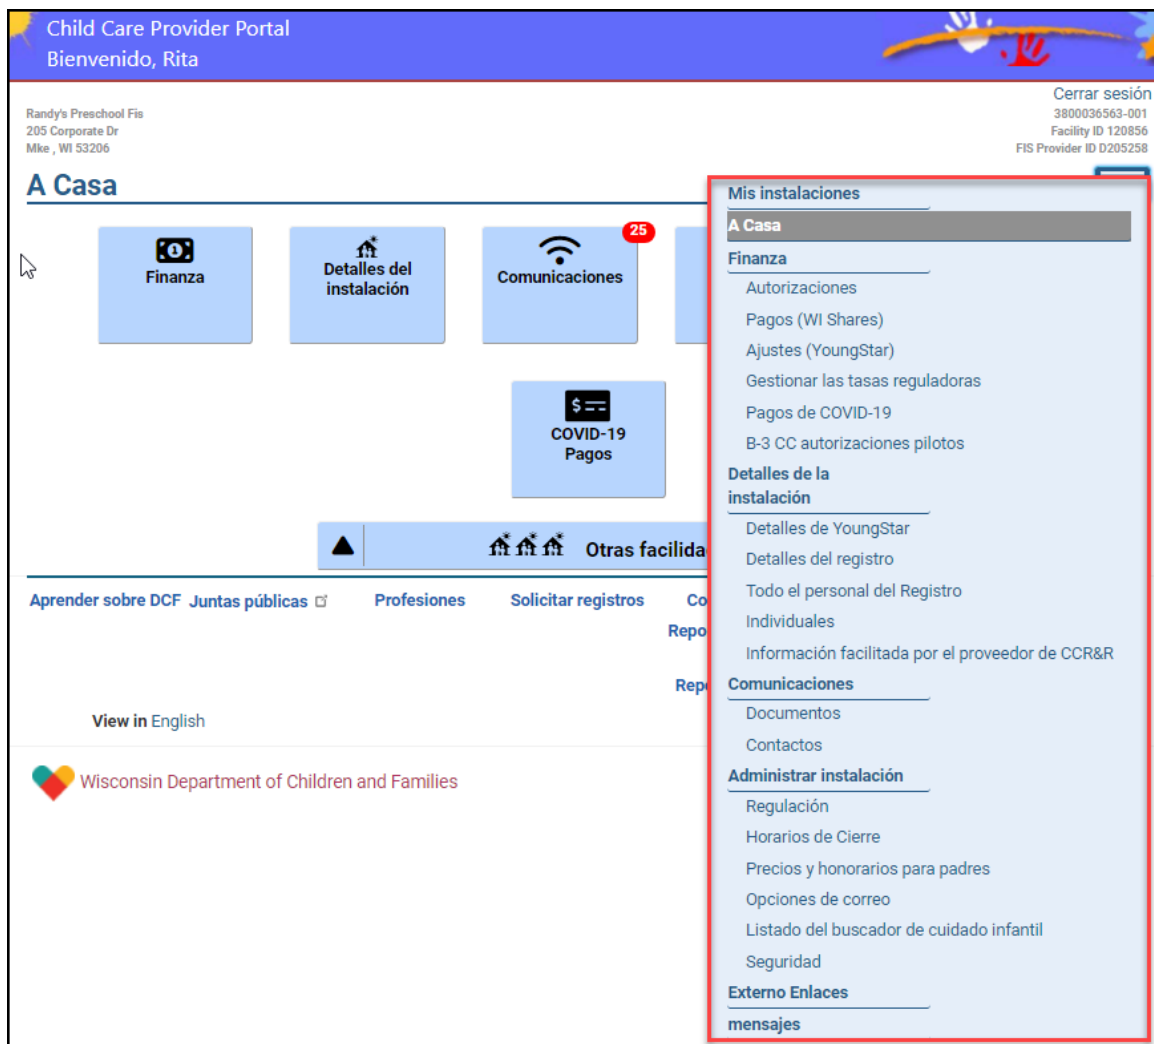 Child Care Provider Portal
Bienvenido, Rita
Cerrar sesión
Randy's Preschool Fis
205 Corporate Dr
Mke , WI 53206
3800036563-001
Facility ID 120856
FIS Provider ID D205258
A Casa
Finanza
Detalles del
instalación
25
Comunicaciones
COVID-19
Pagos
Otras facilida
Aprender sobre DCF
Juntas públicas
Profesiones
Solicitar registros
Co
Repo
Repo
View in English
Wisconsin Department of Children and Families
Mis instalaciones
A Casa
Finanza
Autorizaciones
Pagos (WI Shares)
Ajustes (YoungStar)
Gestionar las tasas reguladoras
Pagos de COVID-19
B-3 CC autorizaciones pilotos
Detalles de la
instalación
Detalles de YoungStar
Detalles del registro
Todo el personal del Registro
Individuales
Información facilitada por el proveedor de CCR&R
Comunicaciones
Documentos
Contactos
Administrar instalación
Regulación
Horarios de Cierre
Precios y honorarios para padres
Opciones de correo
Listado del buscador de cuidado infantil
Seguridad
Externo Enlaces
mensajes